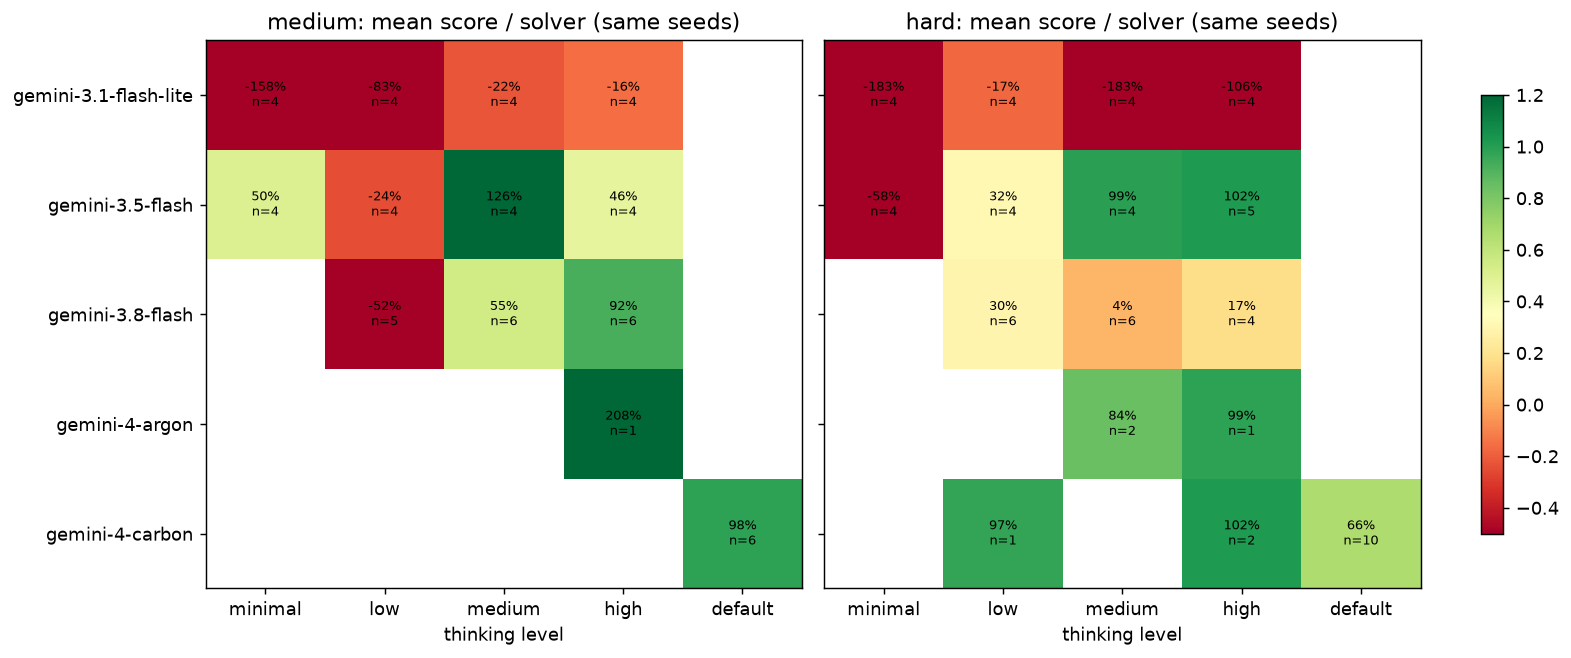 medium: mean score / solver (same seeds)
hard: mean score / solver (same seeds)
gemini-3.1-flash-lite
-158%
n=4
-83%
n=4
-22%
n=4
-16%
n=4
-183%
n=4
-17%
n=4
-183%
n=4
-106%
n=4
gemini-3.5-flash
50%
n=4
-24%
n=4
126%
n=4
46%
n=4
-58%
n=4
32%
n=4
99%
n=4
102%
n=5
gemini-3.8-flash
-52%
n=5
55%
n=6
92%
n=6
30%
n=6
4%
n=6
17%
n=4
gemini-4-argon
208%
n=1
84%
n=2
99%
n=1
gemini-4-carbon
98%
n=6
97%
n=1
102%
n=2
66%
n=10
minimal
low
medium
high
default
thinking level
minimal
low
medium
high
default
thinking level
1.2
1.0
0.8
0.6
0.4
0.2
0.0
−0.2
−0.4